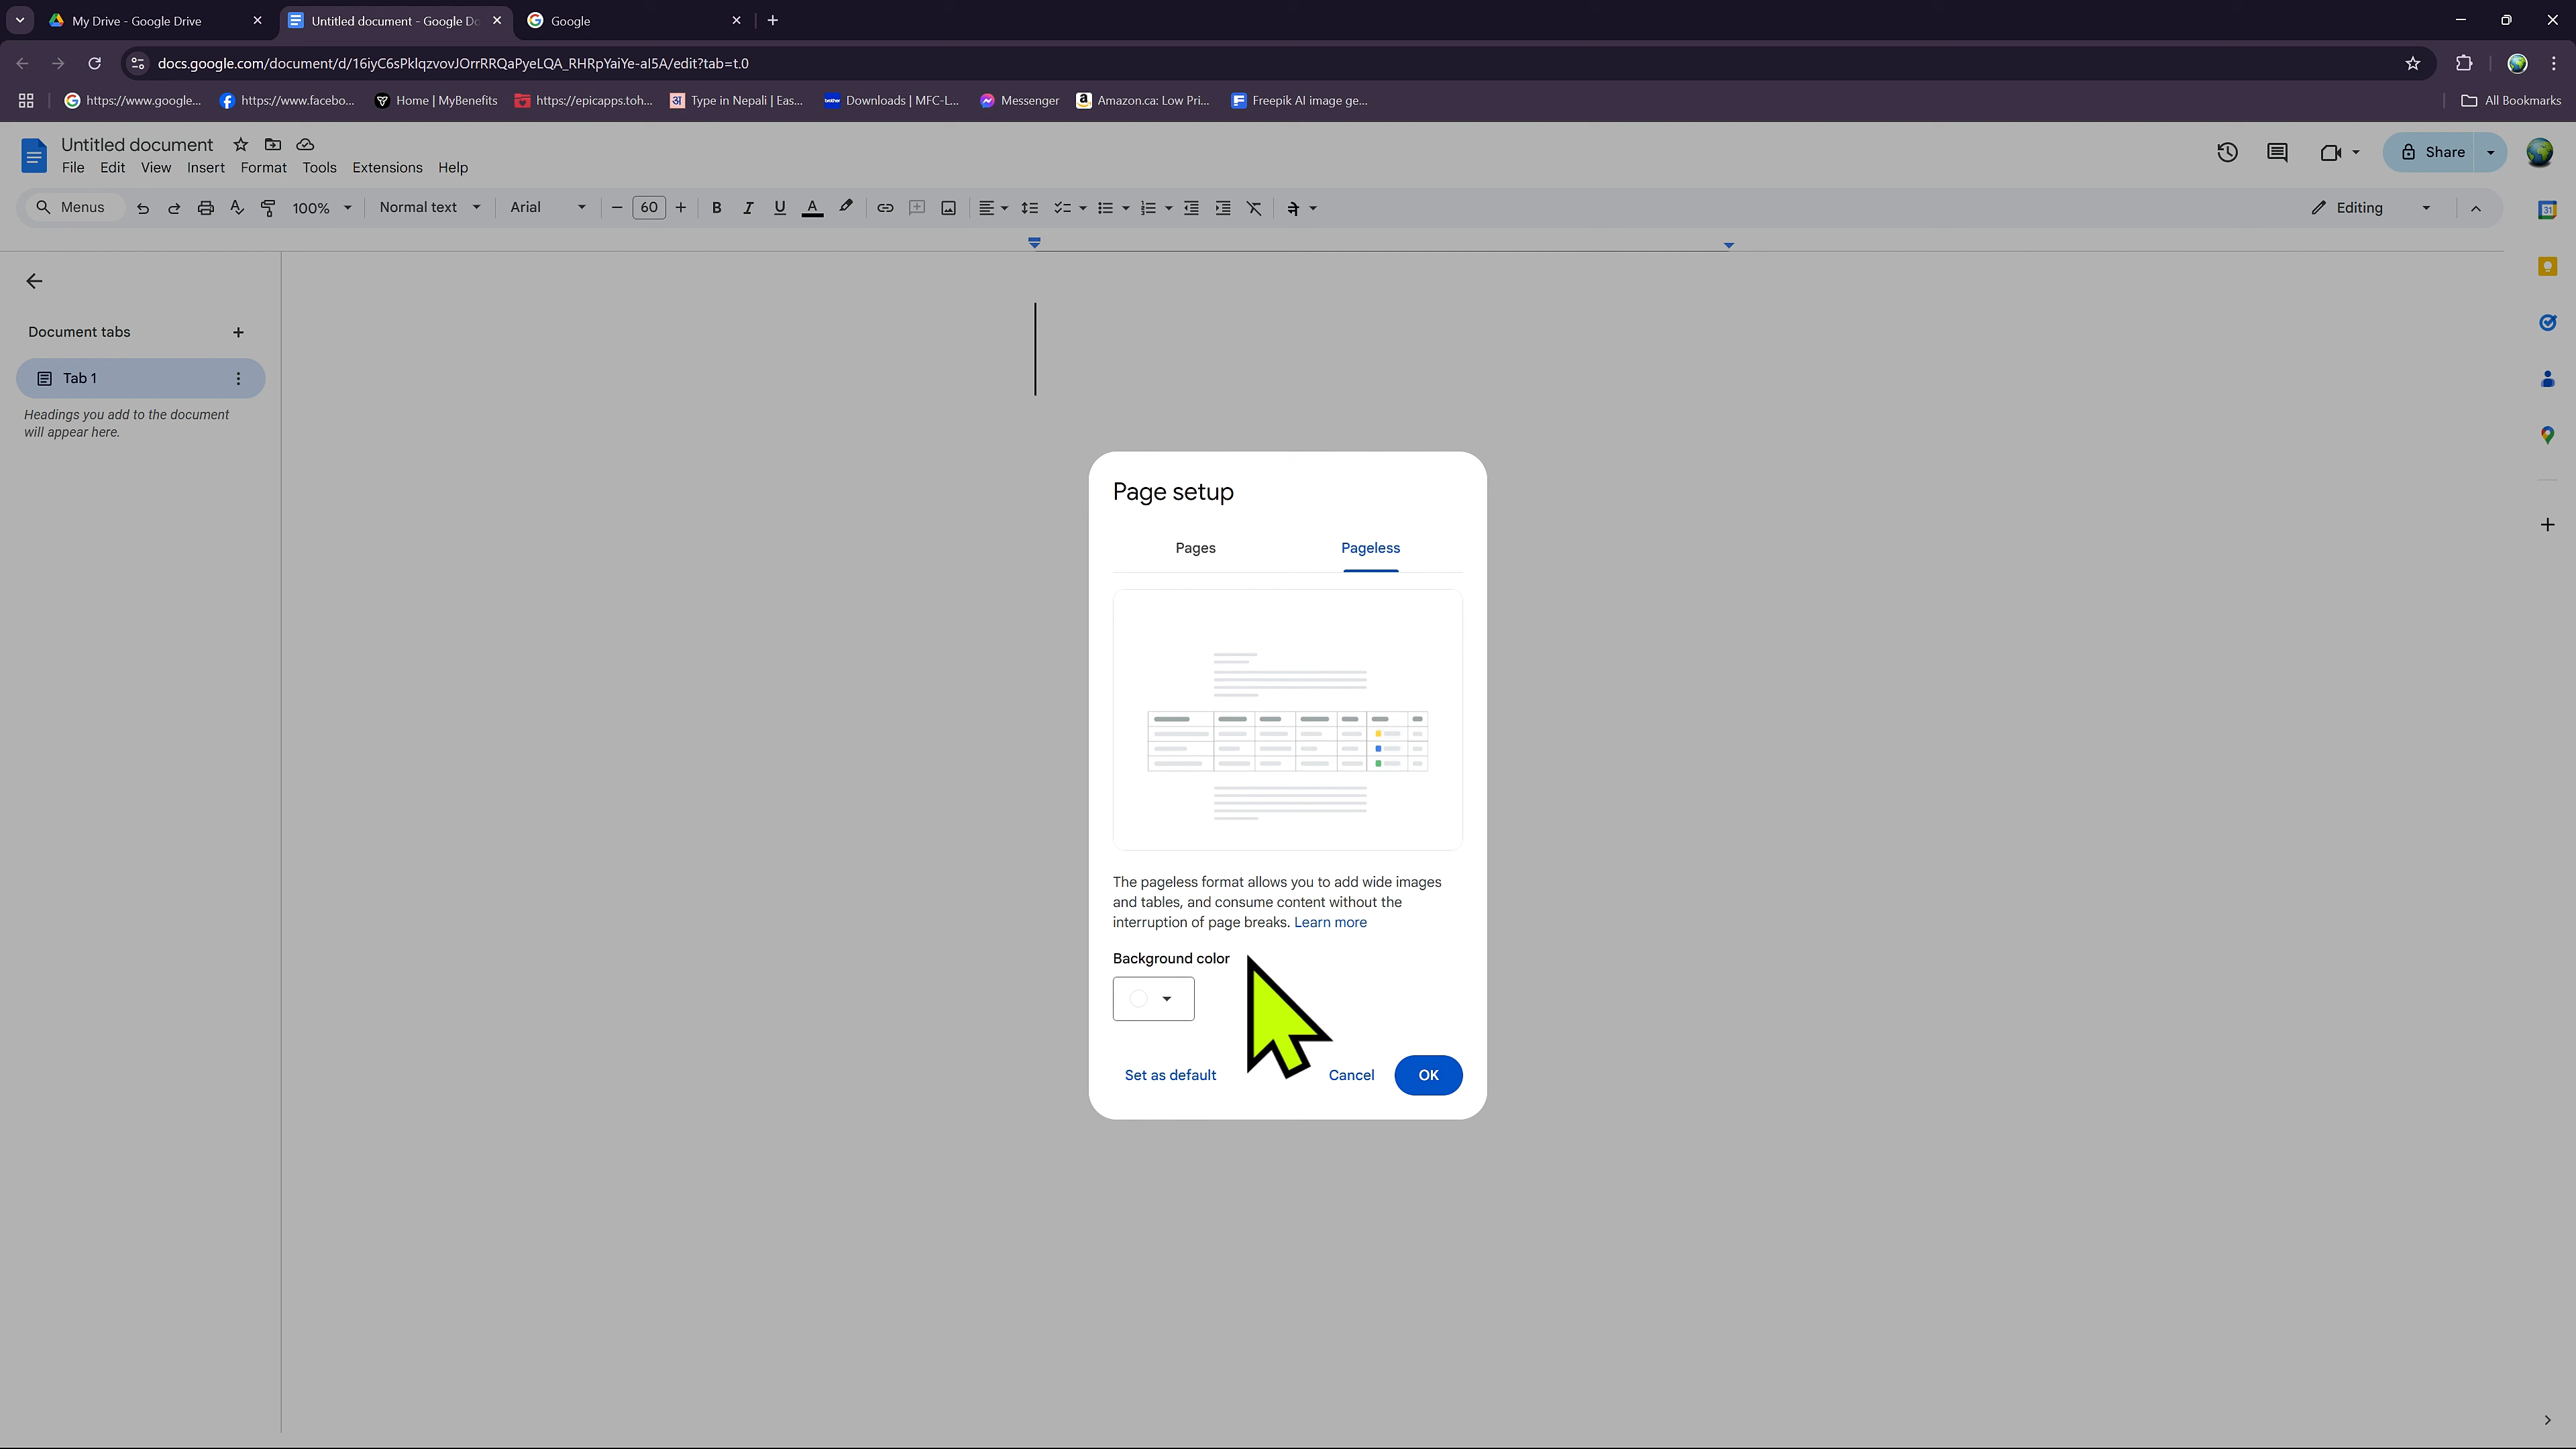 My Drive - Google Drive
Untitled document - Google Do
Google
docs.google.com/document/d/16iyC6sPklqzvovJOrrRRQaPyeLQA_RHRpYaiYe-al5A/edit?tab=t.0
https://www.google...
https://www.facebo...
Home | MyBenefits
https://epicapps.toh...
अ Type in Nepali | Eas...
brother Downloads | MFC-L...
Messenger
Amazon.ca: Low Pri...
Freepik AI image ge...
All Bookmarks
Untitled document
File Edit View Insert Format Tools Extensions Help
Share
Menus
100%
Normal text
Arial
60
Editing
31
Document tabs
Tab 1
Headings you add to the document
will appear here.
Page setup
Pages
Pageless
The pageless format allows you to add wide images
and tables, and consume content without the
interruption of page breaks. Learn more
Background color
Set as default
Cancel
OK